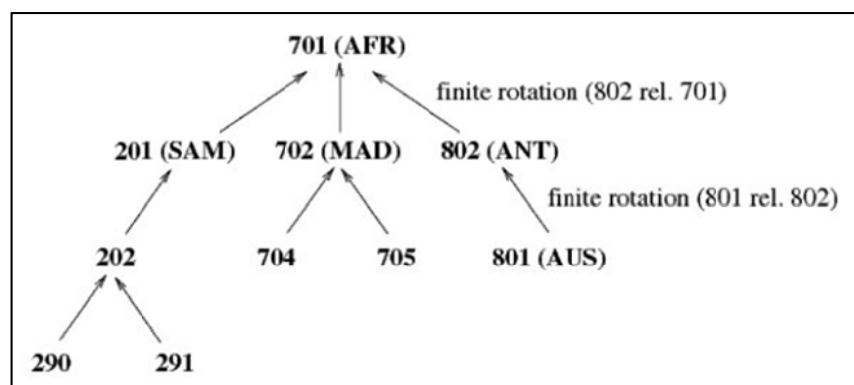 701 (AFR)
finite rotation (802 rel. 701)
201 (SAM) 702 (MAD) 802 (ANT)
finite rotation (801 rel. 802)
202 704 705 801 (AUS)
290 291